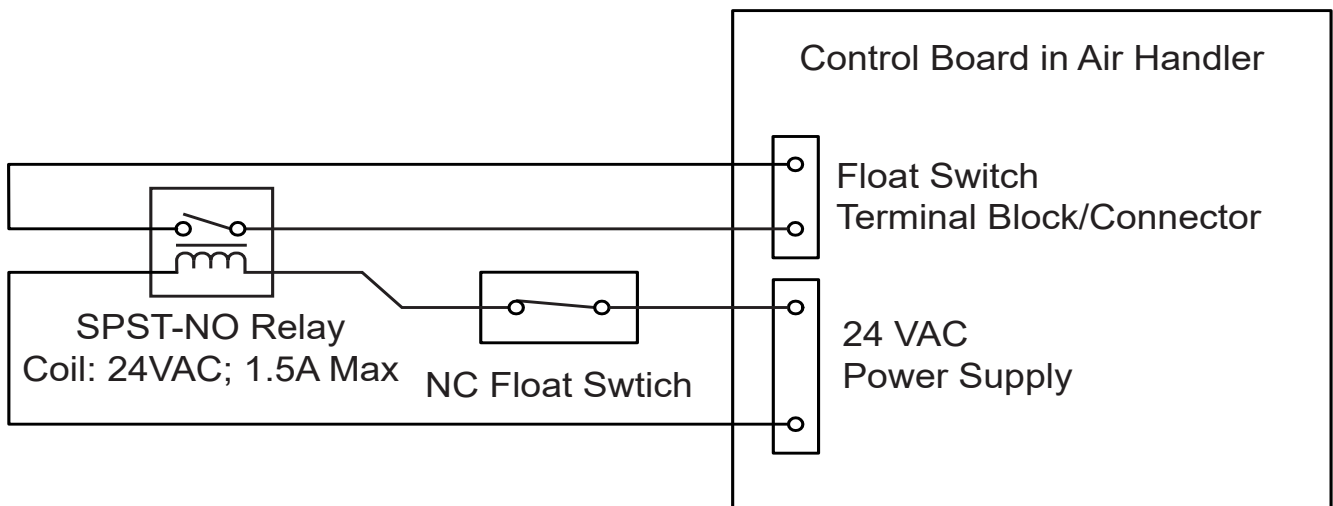 Control Board in Air Handler
Float Switch
Terminal Block/Connector
SPST-NO Relay
Coil: 24VAC; 1.5A Max
NC Float Swtich
24 VAC
Power Supply